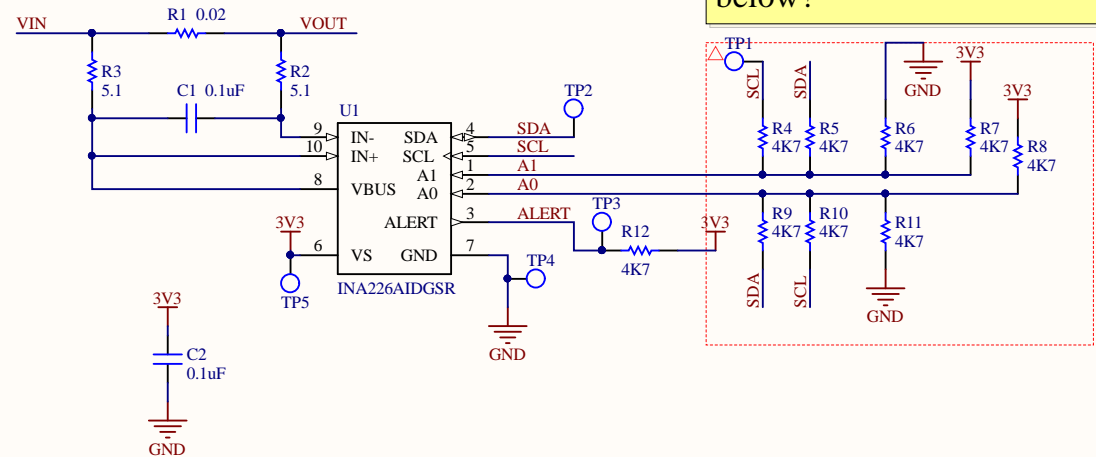 below?
VIN
R1 0.02
VOUT
R3
5.1
R2
5.1
C1 0.1uF
U1
9
IN-
10
IN+
8
VBUS
6
VS
SDA
4
SCL
5
A1
1
A0
2
ALERT
3
GND
7
INA226AIDGSR
SDA
SCL
A1
A0
ALERT
TP2
TP3
R12
4K7
3V3
TP4
GND
3V3
TP5
3V3
C2
0.1uF
GND
TP1
SCL
SDA
R4
4K7
R5
4K7
R6
4K7
GND
3V3
R7
4K7
3V3
R8
4K7
R9
4K7
R10
4K7
R11
4K7
SDA
SCL
GND